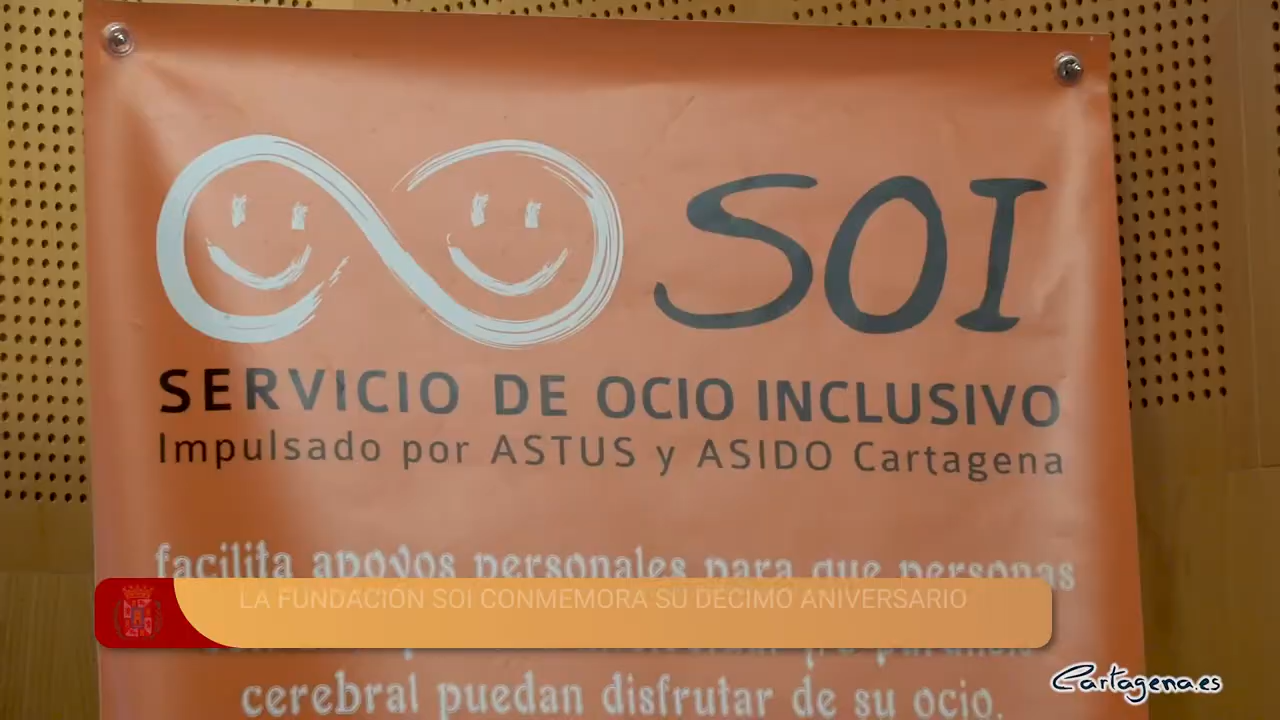 SOI
SERVICIO DE OCIO INCLUSIVO
Impulsado por ASTUS y ASIDO Cartagena
facilita apoyos personales para que personas
LA FUNDACIÓN SOI CONMEMORA SU DÉCIMO ANIVERSARIO
cerebral puedan disfrutar de su ocio.
Cartagena.es